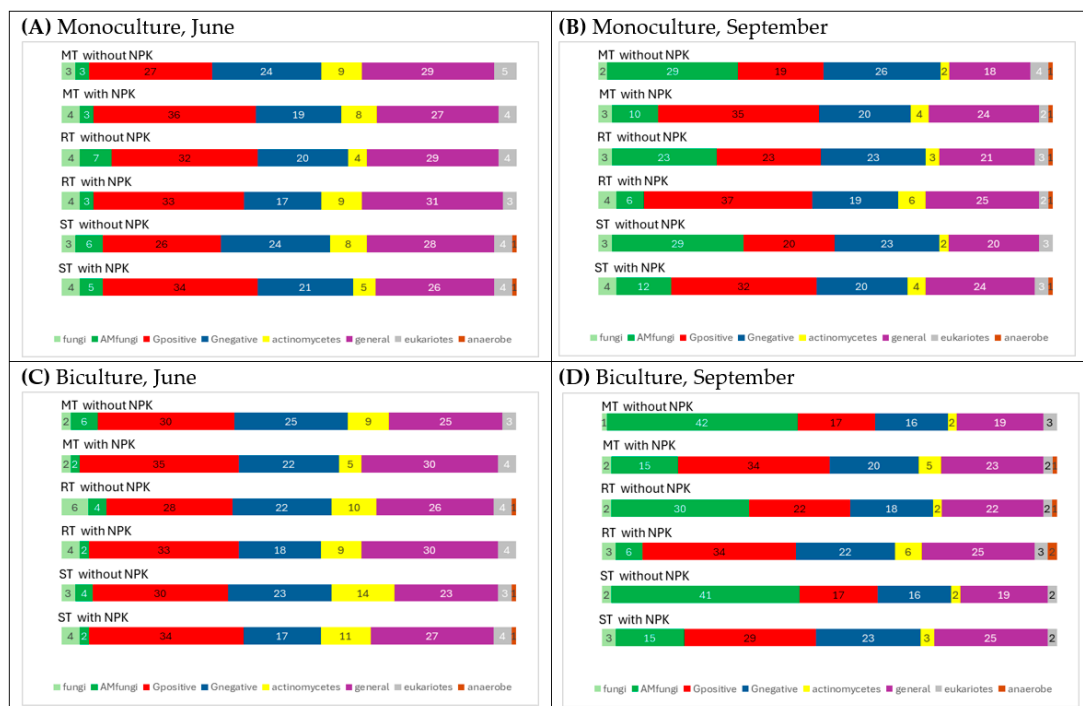 (A) Monoculture, June
MT without NPK
3 3 27 24 9 29 5
MT with NPK
4 3 36 19 8 27 4
RT without NPK
4 7 32 20 4 29 4
RT with NPK
4 3 33 17 9 31 3
ST without NPK
3 6 26 24 8 28 4 1
ST with NPK
4 5 34 21 5 26 4 1
fungi AMfungi Gpositive Gnegative actinomycetes general eukariotes anaerobe
(B) Monoculture, September
MT without NPK
2 29 19 26 2 18 4 1
MT with NPK
3 10 35 20 4 24 2 1
RT without NPK
3 23 23 23 3 21 3 1
RT with NPK
4 6 37 19 6 25 2 1
ST without NPK
3 29 20 23 2 20 3
ST with NPK
4 12 32 20 4 24 3 1
fungi AMfungi Gpositive Gnegative actinomycetes general eukariotes anaerobe
(C) Biculture, June
MT without NPK
2 6 30 25 9 25 3
MT with NPK
2 2 35 22 5 30 4
RT without NPK
6 4 28 22 10 26 4 1
RT with NPK
4 2 33 18 9 30 4
ST without NPK
3 4 30 23 14 23 3 1
ST with NPK
4 2 34 17 11 27 4 1
fungi AMfungi Gpositive Gnegative actinomycetes general eukariotes anaerobe
(D) Biculture, September
MT without NPK
1 42 17 16 2 19 3
MT with NPK
2 15 34 20 5 23 2 1
RT without NPK
2 30 22 18 2 22 2 1
RT with NPK
3 6 34 22 6 25 3 2
ST without NPK
2 41 17 16 2 19 2
ST with NPK
3 15 29 23 3 25 2
fungi AMfungi Gpositive Gnegative actinomycetes general eukariotes anaerobe